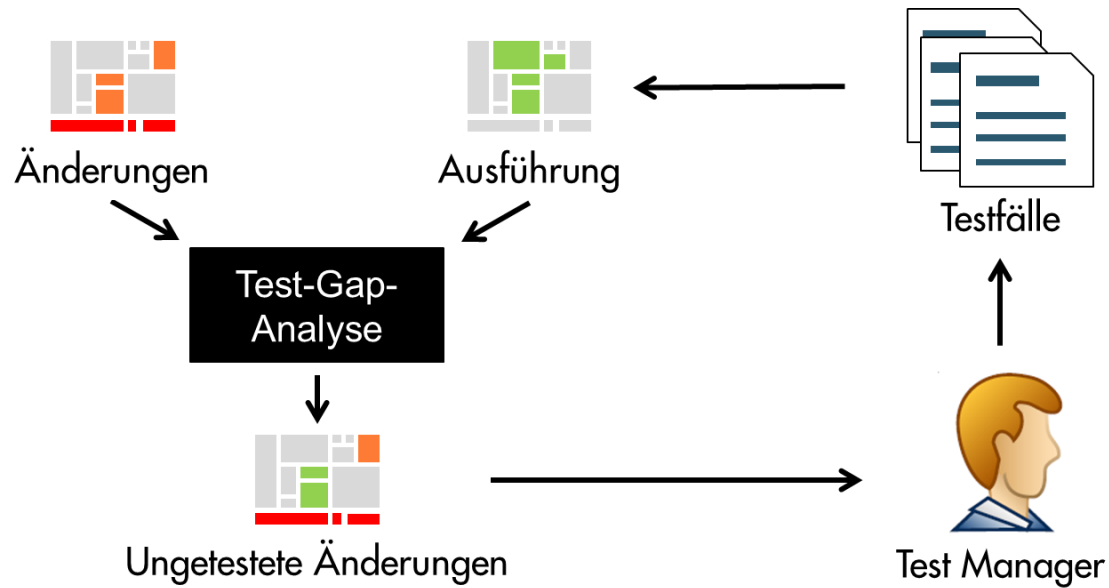 Änderungen
Ausführung
Testfälle
Test-Gap-
Analyse
Ungetestete Änderungen
Test Manager